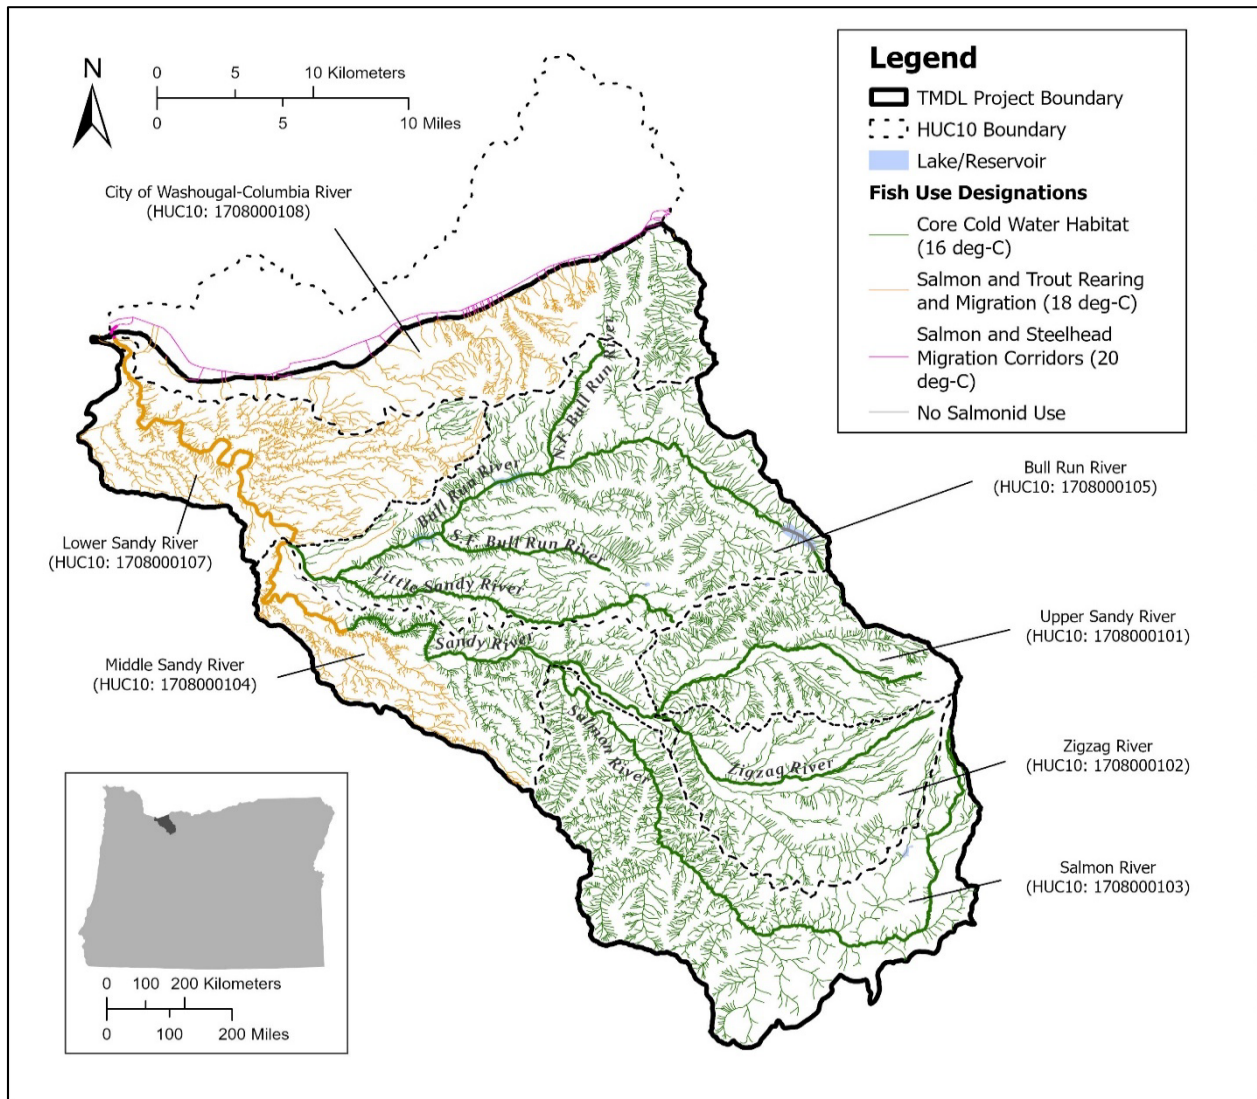 N
0 5 10 Kilometers
0 5 10 Miles
Legend
TMDL Project Boundary
HUC10 Boundary
Lake/Reservoir
Fish Use Designations
Core Cold Water Habitat
(16 deg-C)
Salmon and Trout Rearing
and Migration (18 deg-C)
Salmon and Steelhead
Migration Corridors (20
deg-C)
No Salmonid Use
City of Washougal-Columbia River
(HUC10: 1708000108)
N.F. Bull Run River
Bull Run River
Bull Run River
(HUC10: 1708000105)
S.F. Bull Run River
Lower Sandy River
(HUC10: 1708000107)
Little Sandy River
Upper Sandy River
(HUC10: 1708000101)
Sandy River
Middle Sandy River
(HUC10: 1708000104)
Salmon River
Zigzag River
Zigzag River
(HUC10: 1708000102)
Salmon River
(HUC10: 1708000103)
0 100 200 Kilometers
0 100 200 Miles